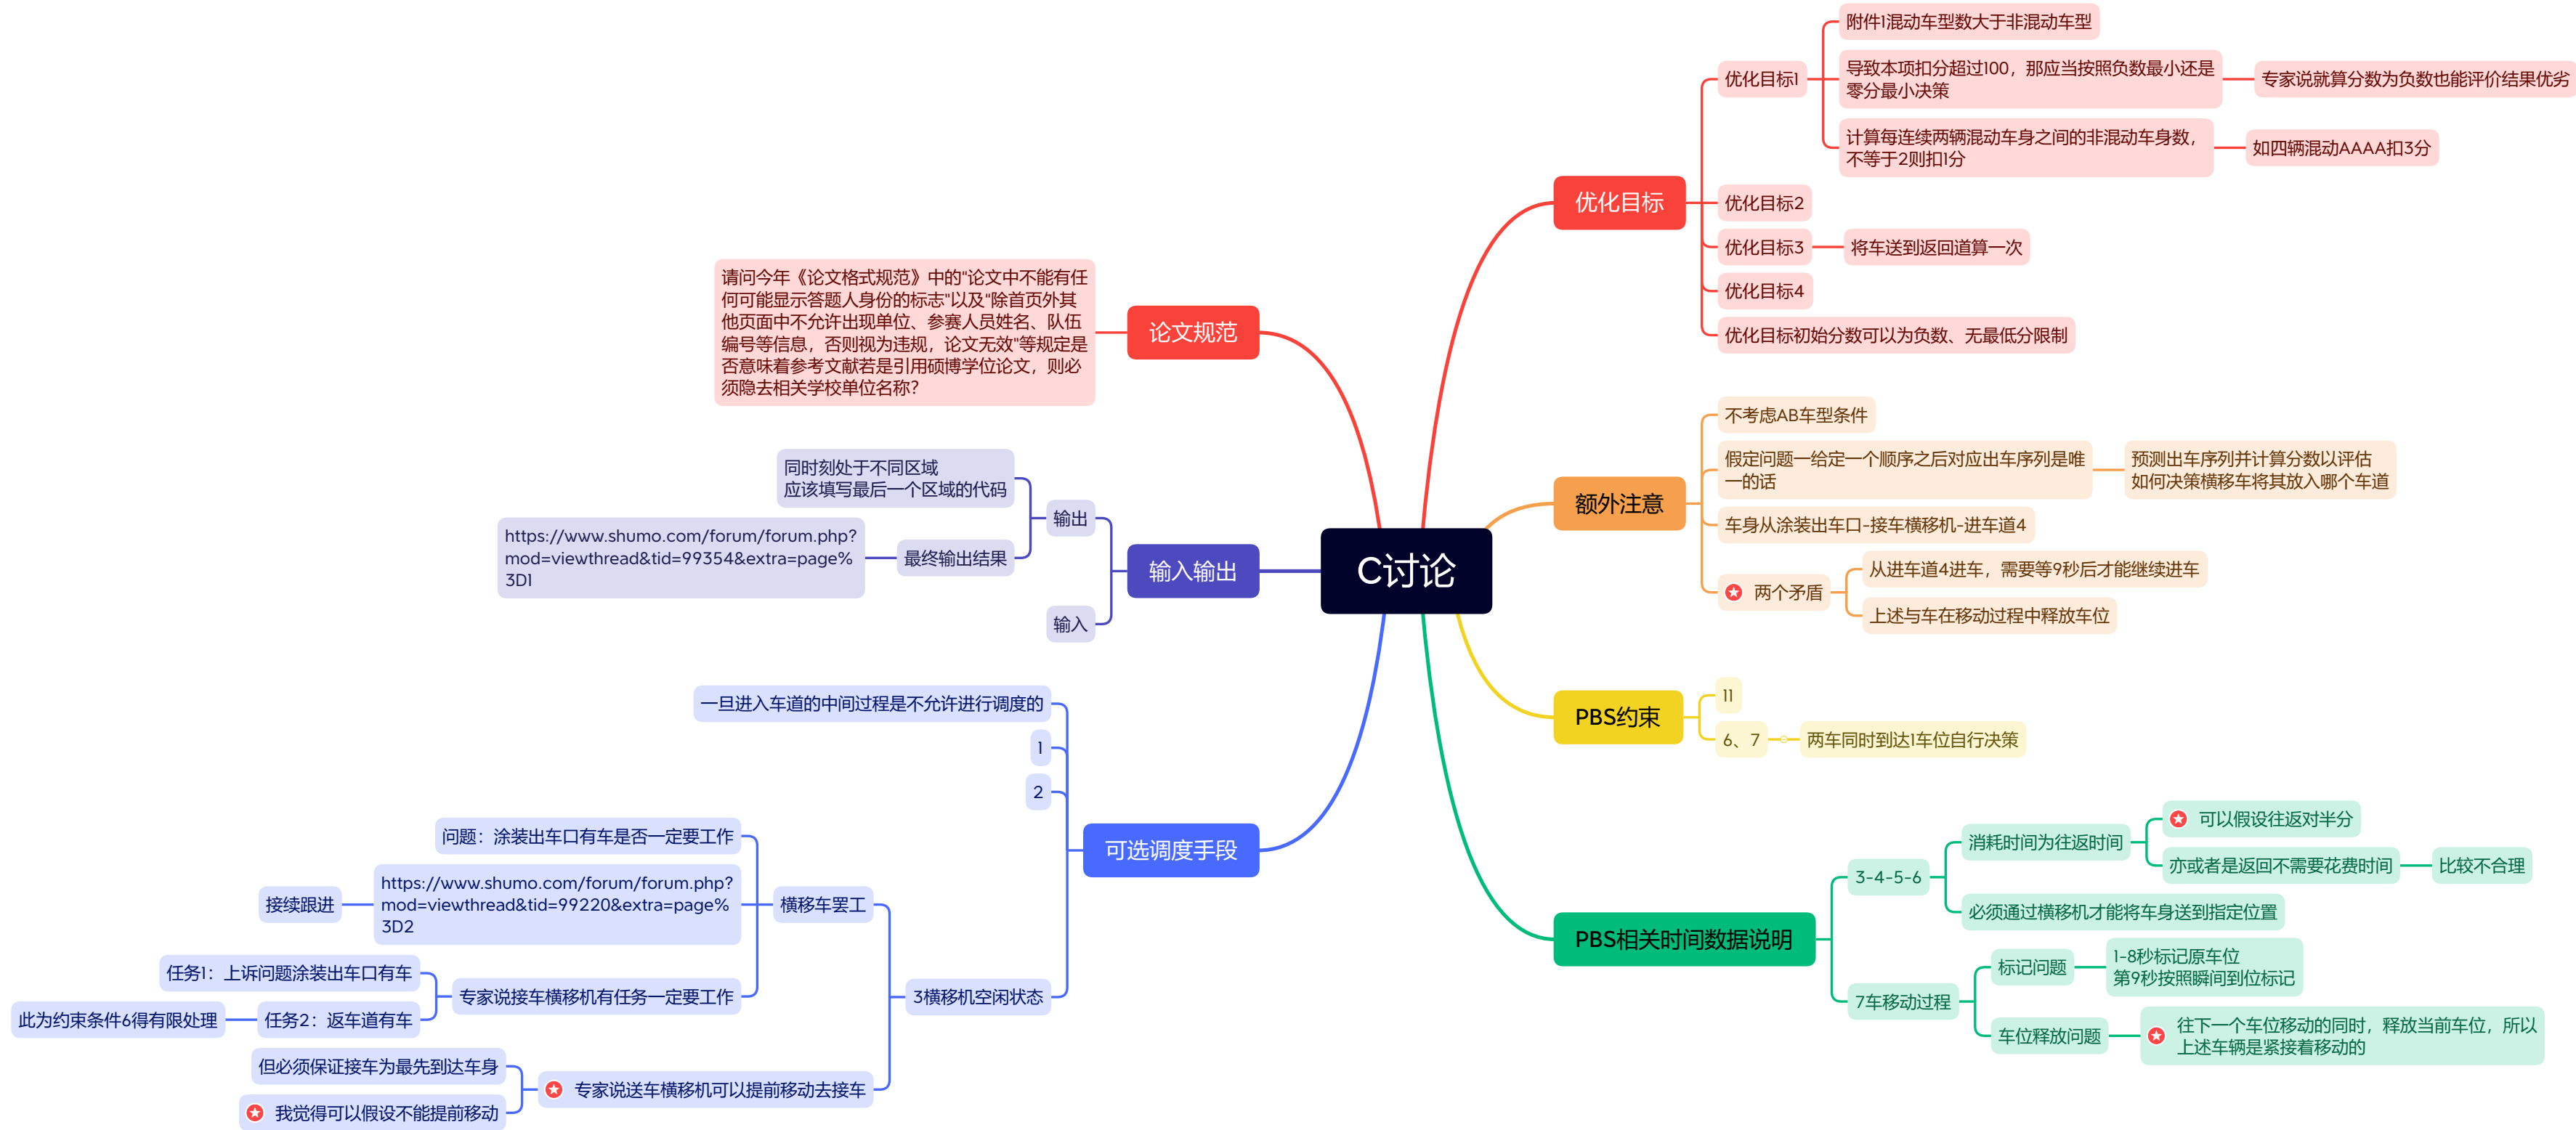 C讨论
优化目标
优化目标1
附件1混动车型数大于非混动车型
导致本项扣分超过100，那应当按照负数最小还是
零分最小决策
专家说就算分数为负数也能评价结果优劣
计算每连续两辆混动车身之间的非混动车身数，
不等于2则扣1分
如四辆混动AAAA扣3分
优化目标2
优化目标3
将车送到返回道算一次
优化目标4
优化目标初始分数可以为负数、无最低分限制
额外注意
不考虑AB车型条件
假定问题一给定一个顺序之后对应出车序列是唯
一的话
预测出车序列并计算分数以评估
如何决策横移车将其放入哪个车道
车身从涂装出车口-接车横移机-进车道4
两个矛盾
从进车道4进车，需要等9秒后才能继续进车
上述与车在移动过程中释放车位
PBS约束
11
6、7
两车同时到达1车位自行决策
PBS相关时间数据说明
3-4-5-6
消耗时间为往返时间
可以假设往返对半分
亦或者是返回不需要花费时间
比较不合理
必须通过横移机才能将车身送到指定位置
7车移动过程
标记问题
1-8秒标记原车位
第9秒按照瞬间到位标记
车位释放问题
往下一个车位移动的同时，释放当前车位，所以
上述车辆是紧接着移动的
论文规范
请问今年《论文格式规范》中的"论文中不能有任
何可能显示答题人身份的标志"以及"除首页外其
他页面中不允许出现单位、参赛人员姓名、队伍
编号等信息，否则视为违规，论文无效"等规定是
否意味着参考文献若是引用硕博学位论文，则必
须隐去相关学校单位名称？
输入输出
输出
同时刻处于不同区域
应该填写最后一个区域的代码
最终输出结果
https://www.shumo.com/forum/forum.php?
mod=viewthread&tid=99354&extra=page%
3D1
输入
可选调度手段
一旦进入车道的中间过程是不允许进行调度的
1
2
3横移机空闲状态
横移车罢工
问题：涂装出车口有车是否一定要工作
https://www.shumo.com/forum/forum.php?
mod=viewthread&tid=99220&extra=page%
3D2
接续跟进
专家说接车横移机有任务一定要工作
任务1：上诉问题涂装出车口有车
任务2：返车道有车
此为约束条件6得有限处理
专家说送车横移机可以提前移动去接车
但必须保证接车为最先到达车身
我觉得可以假设不能提前移动